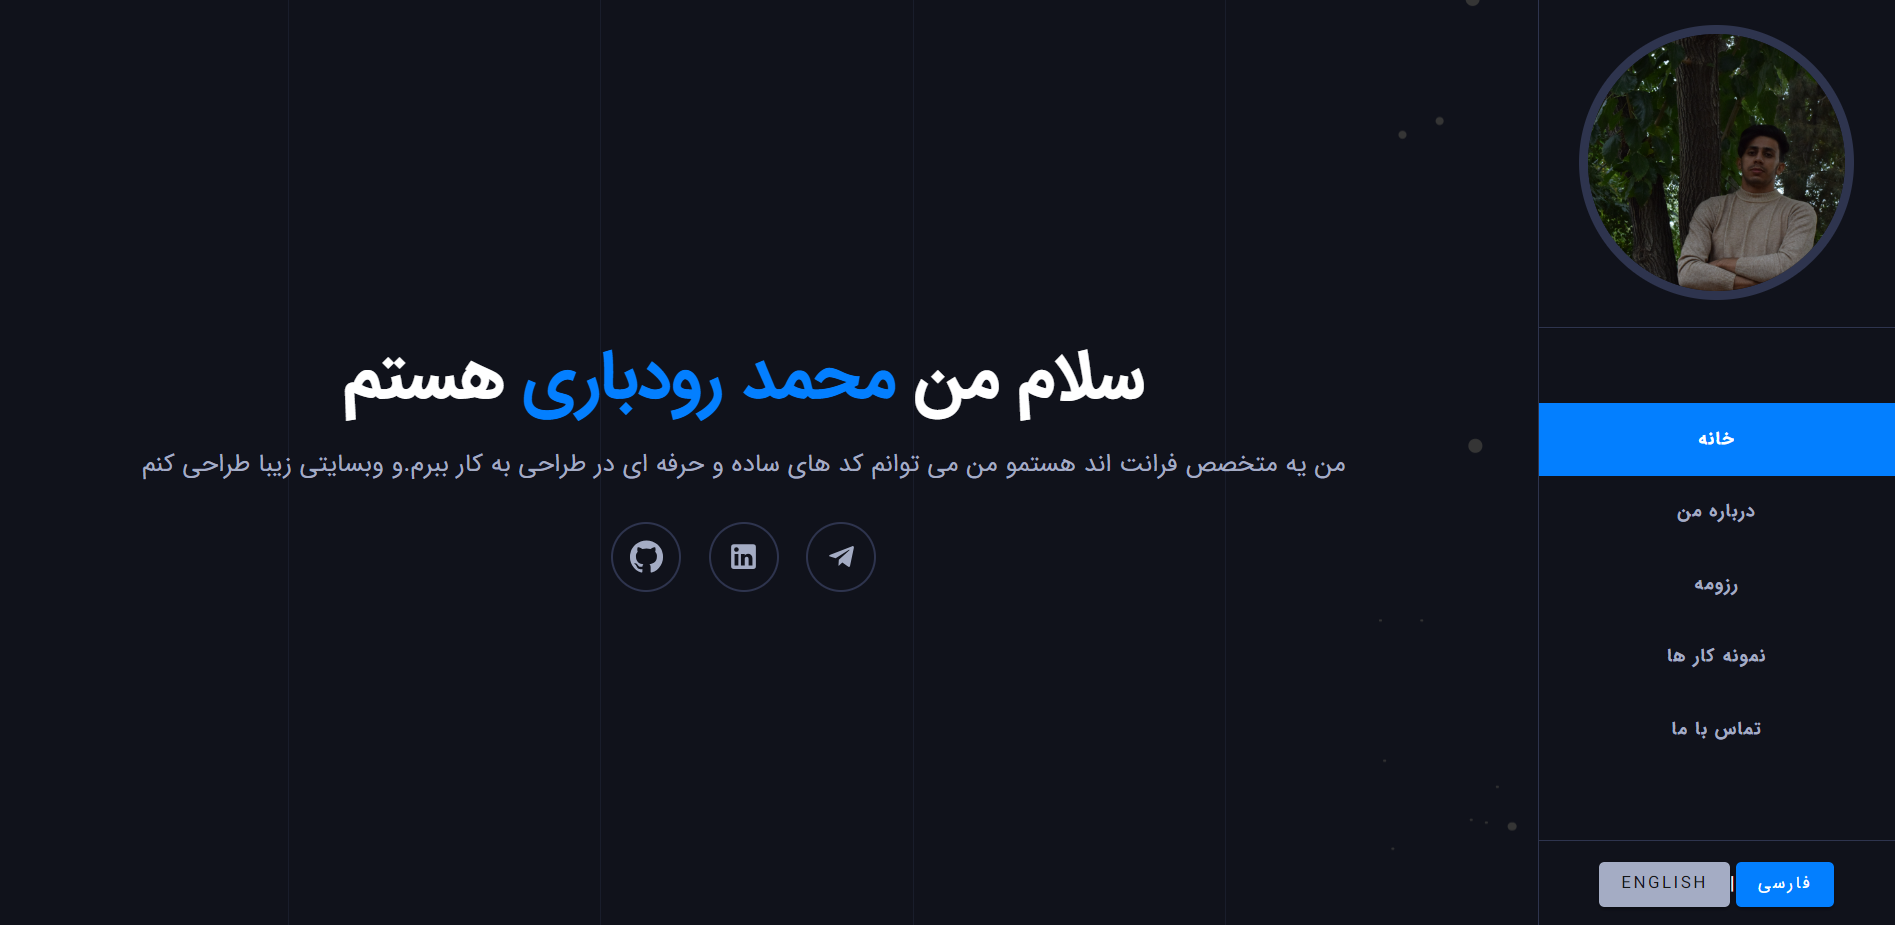 سلام من محمد رودباری هستم
من یه متخصص فرانت اند هستمو من می توانم کد های ساده و حرفه ای در طراحی به کار ببرم.و وبسایتی زیبا طراحی کنم
خانه
درباره من
رزومه
نمونه کار ها
تماس با ما
فارسی | ENGLISH